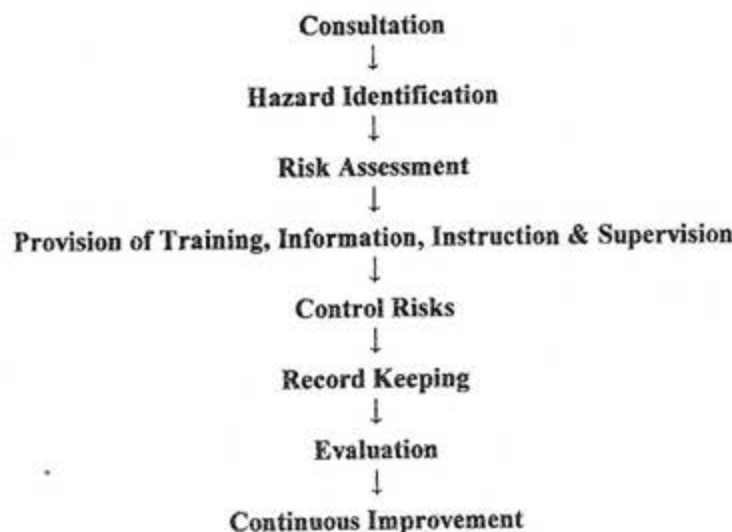 Consultation
↓
Hazard Identification
↓
Risk Assessment
↓
Provision of Training, Information, Instruction & Supervision
↓
Control Risks
↓
Record Keeping
↓
Evaluation
↓
Continuous Improvement